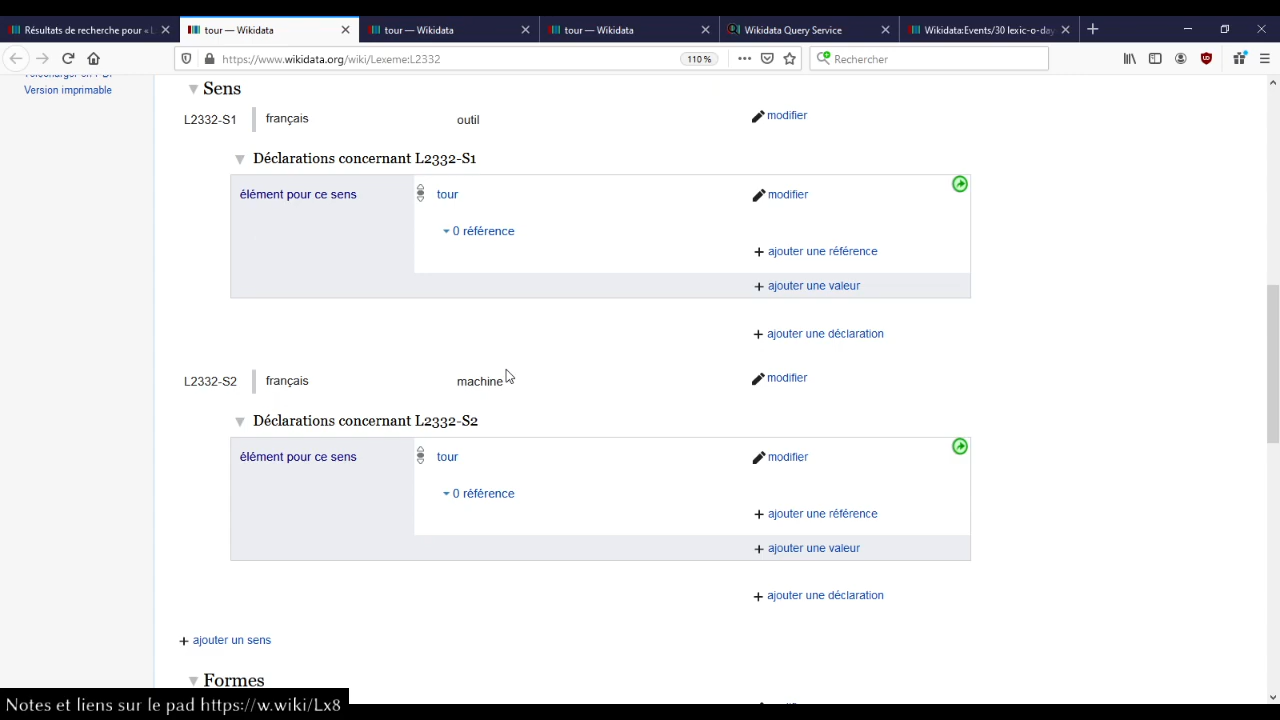 Résultats de recherche pour « L
tour — Wikidata
tour — Wikidata
tour — Wikidata
Wikidata Query Service
Wikidata:Events/30 lexic-o-day
https://www.wikidata.org/wiki/Lexeme:L2332
110 %
Rechercher
Télécharger en PDF
Version imprimable
Sens
L2332-S1 français outil modifier
Déclarations concernant L2332-S1
élément pour ce sens tour modifier
0 référence
ajouter une référence
ajouter une valeur
ajouter une déclaration
L2332-S2 français machine modifier
Déclarations concernant L2332-S2
élément pour ce sens tour modifier
0 référence
ajouter une référence
ajouter une valeur
ajouter une déclaration
ajouter un sens
Formes
Notes et liens sur le pad https://w.wiki/Lx8